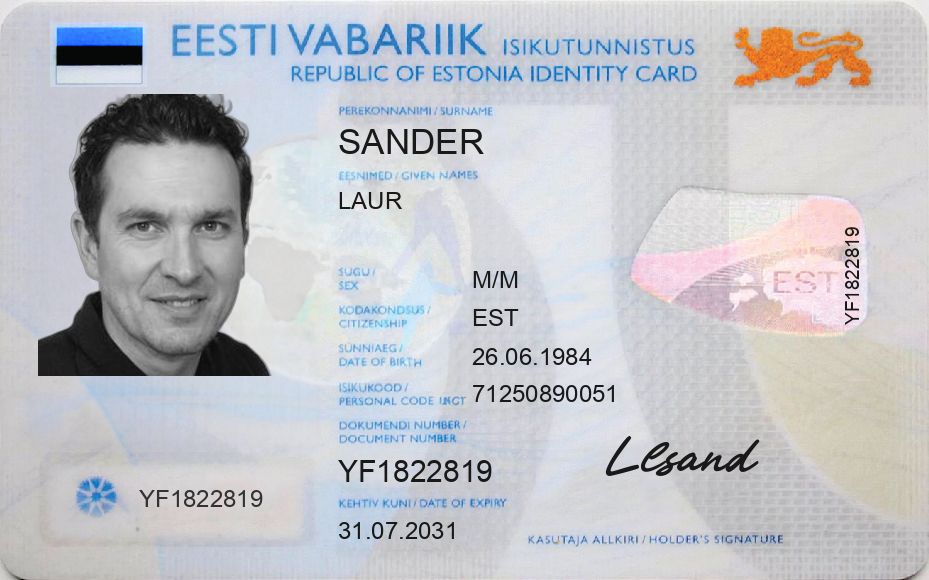 EESTI VABARIIK ISIKUTUNNISTUS
REPUBLIC OF ESTONIA IDENTITY CARD
PEREKONNANIMI / SURNAME
SANDER
EESNIMED / GIVEN NAMES
LAUR
SUGU /
SEX
M/M
KODAKONDSUS /
CITIZENSHIP
EST
SÜNNIAEG /
DATE OF BIRTH
26.06.1984
ISIKUKOOD /
PERSONAL CODE
71250890051
DOKUMENDI NUMBER /
DOCUMENT NUMBER
YF1822819
KEHTIV KUNI / DATE OF EXPIRY
31.07.2031
YF1822819
EST
YF1822819
Lesand
KASUTAJA ALLKIRI / HOLDER'S SIGNATURE